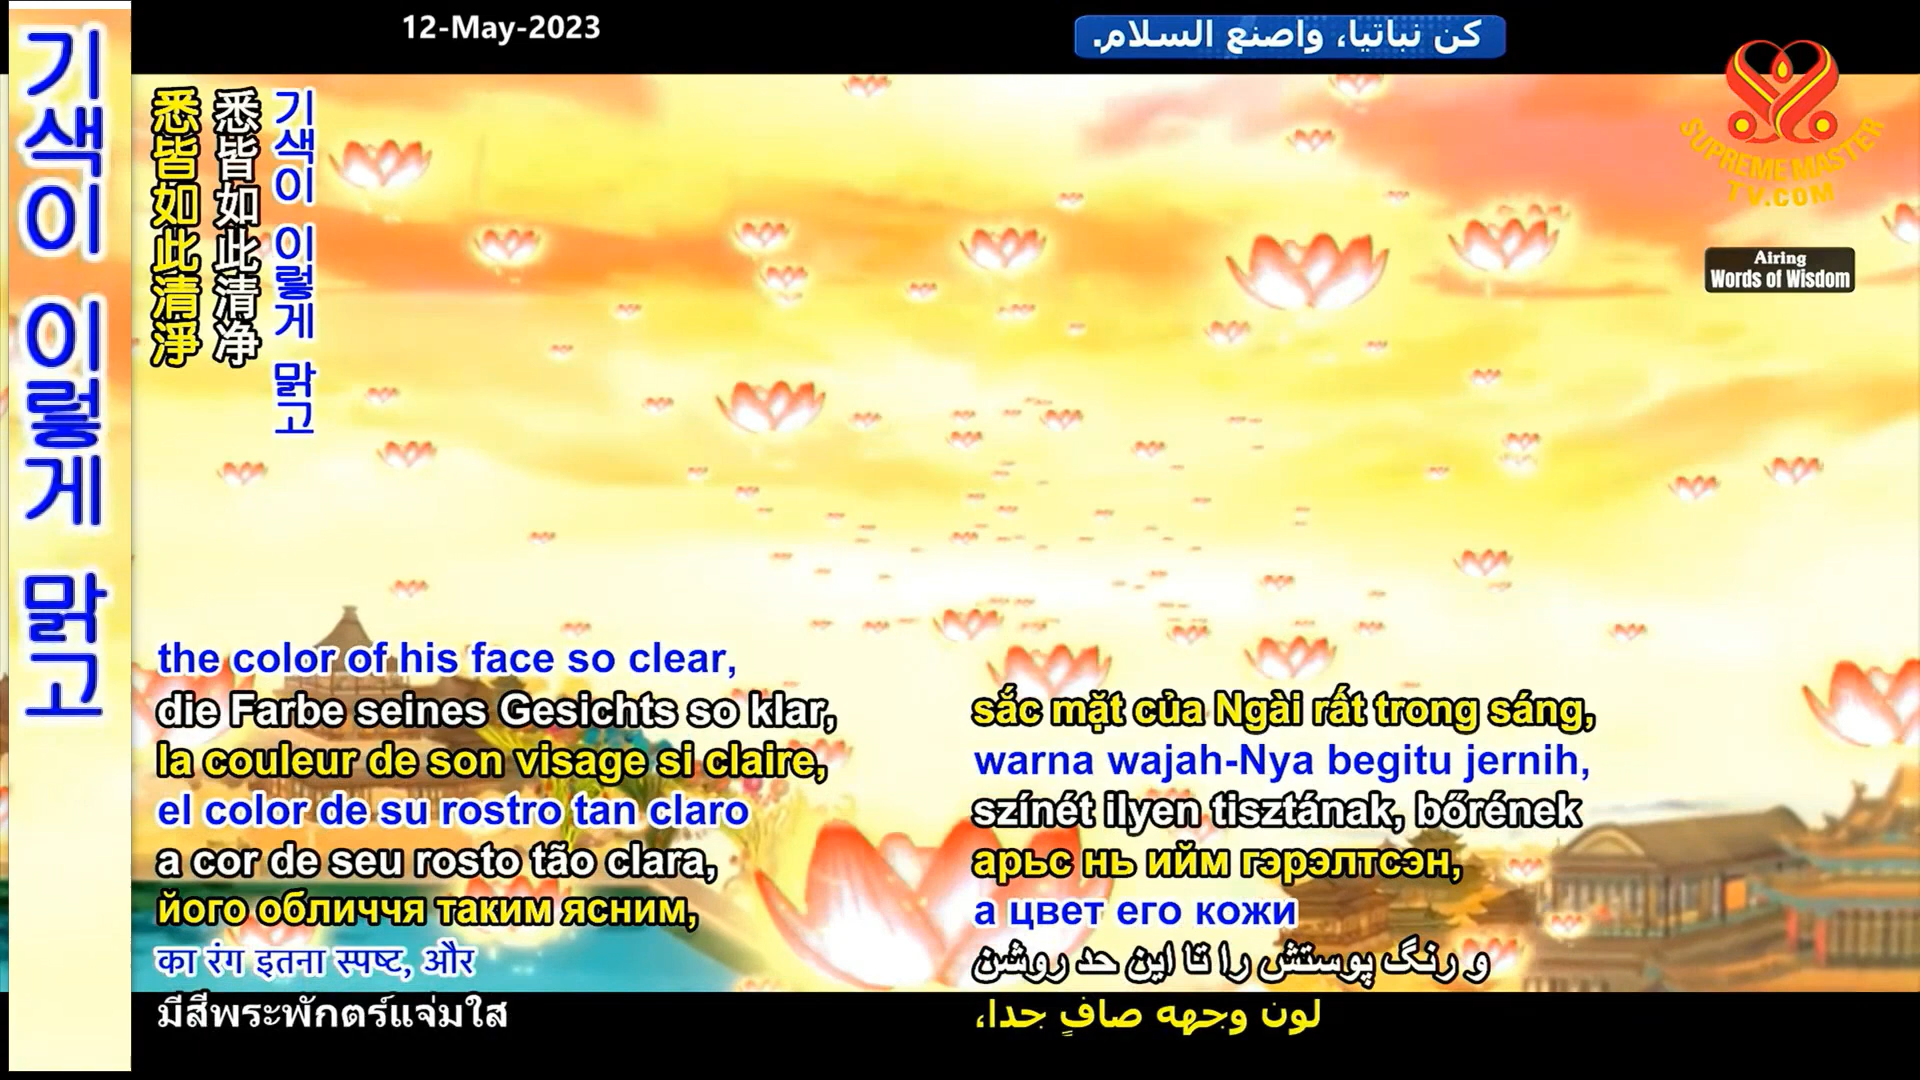 12-May-2023
كن نباتيا، واصنع السلام.
SUPREME MASTER
TV.COM
Airing
Words of Wisdom
기색이 이렇게 맑고
悉皆如此清淨
悉皆如此清净
기색이 이렇게 맑고
the color of his face so clear,
die Farbe seines Gesichts so klar,
la couleur de son visage si claire,
el color de su rostro tan claro
a cor de seu rosto tão clara,
його обличчя таким ясним,
का रंग इतना स्पष्ट, और
มีสีพระพักตร์แจ่มใส
sắc mặt của Ngài rất trong sáng,
warna wajah-Nya begitu jernih,
színét ilyen tisztának, bőrének
арьс нь ийм гэрэлтсэн,
а цвет его кожи
و رنگ پوستش را تا این حد روشن
لون وجهه صافٍ جدا،